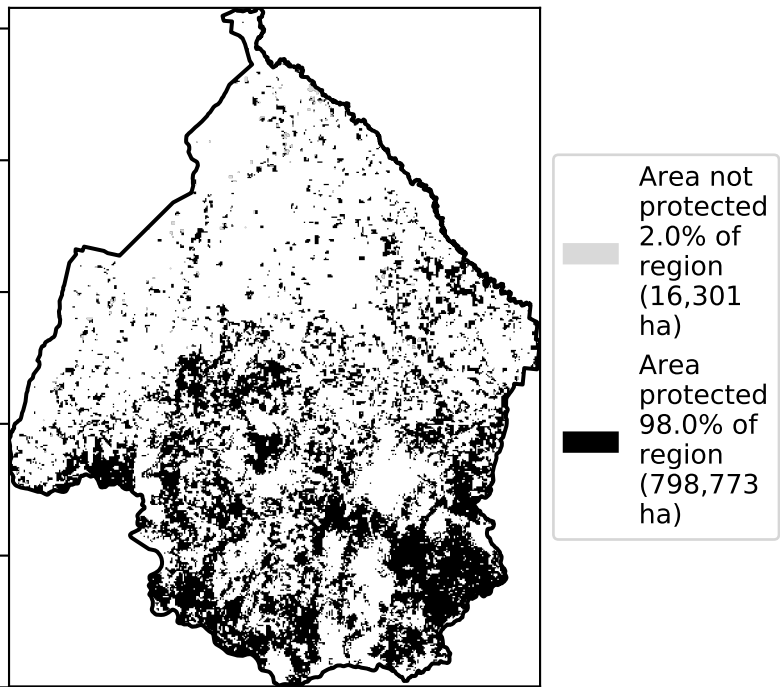 Area not
protected
2.0% of
region
(16,301
ha)
Area
protected
98.0% of
region
(798,773
ha)